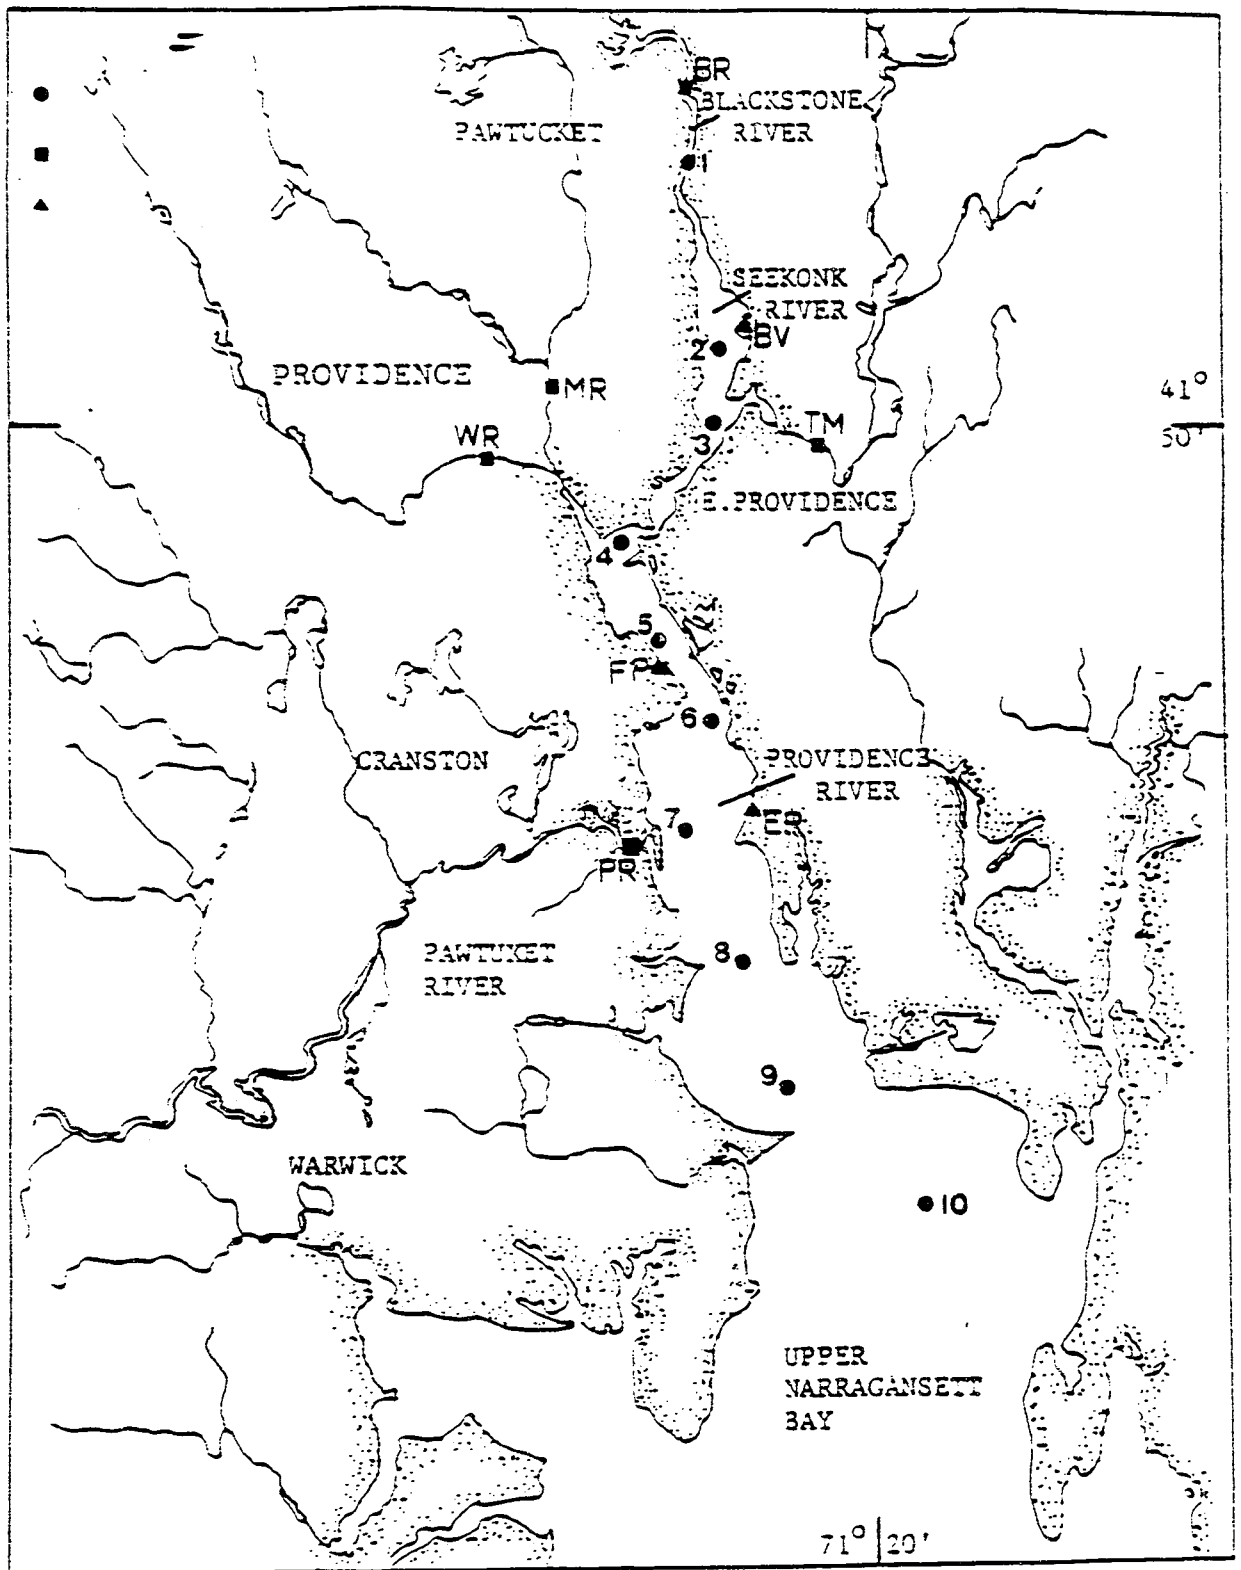 BR
BLACKSTONE
RIVER
PAWTUCKET
1
SEEKONK
RIVER
BV
2
PROVIDENCE
MR
41°
50'
3
TM
WR
E.PROVIDENCE
4
5
FP
6
CRANSTON
PROVIDENCE
RIVER
7
EP
PR
8
PAWTUXET
RIVER
9
WARWICK
10
UPPER
NARRAGANSETT
BAY
71° 20'